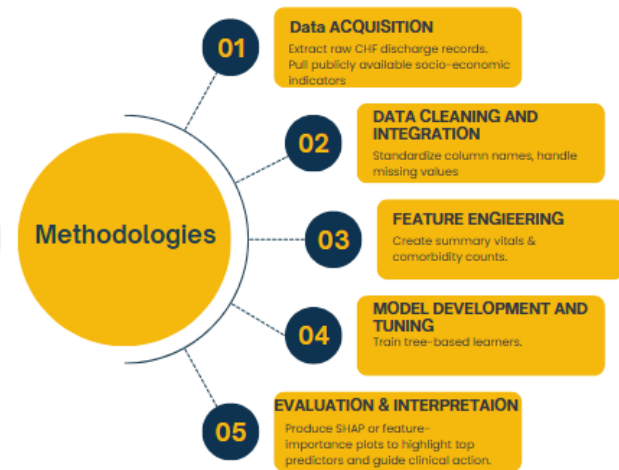 Methodologies
01
Data ACQUISITION
Extract raw CHF discharge records.
Pull publicly available socio-economic
indicators
02
DATA CLEANING AND
INTEGRATION
Standardize column names, handle
missing values
03
FEATURE ENGIEERING
Create summary vitals &
comorbidity counts.
04
MODEL DEVELOPMENT AND
TUNING
Train tree-based learners.
05
EVALUATION & INTERPRETAION
Produce SHAP or feature-
importance plots to highlight top
predictors and guide clinical action.